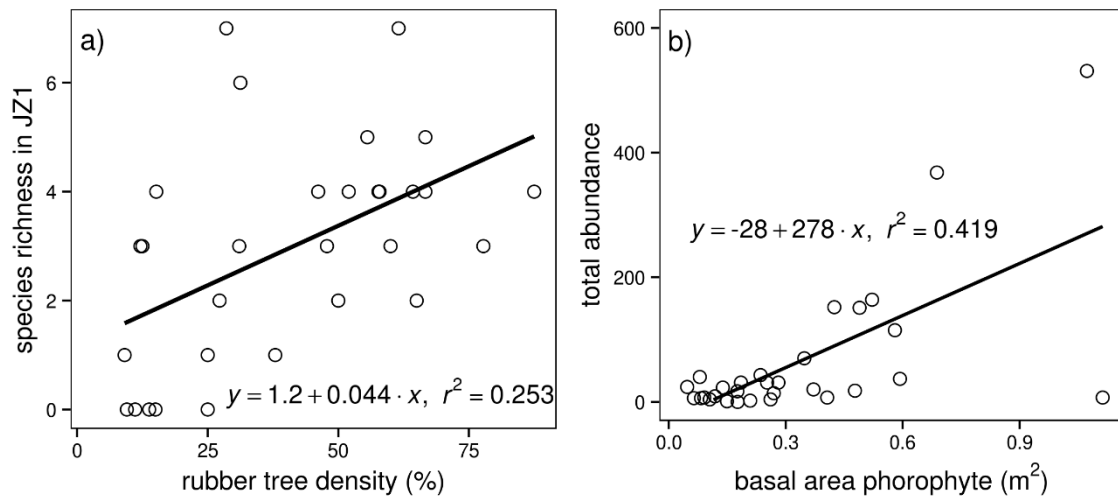 a)
species richness in JZ1
6
4
2
0
y = 1.2 + 0.044 · x, r² = 0.253
0 25 50 75
rubber tree density (%)
b)
total abundance
600
400
200
0
y = -28 + 278 · x, r² = 0.419
0.0 0.3 0.6 0.9
basal area phorophyte (m²)